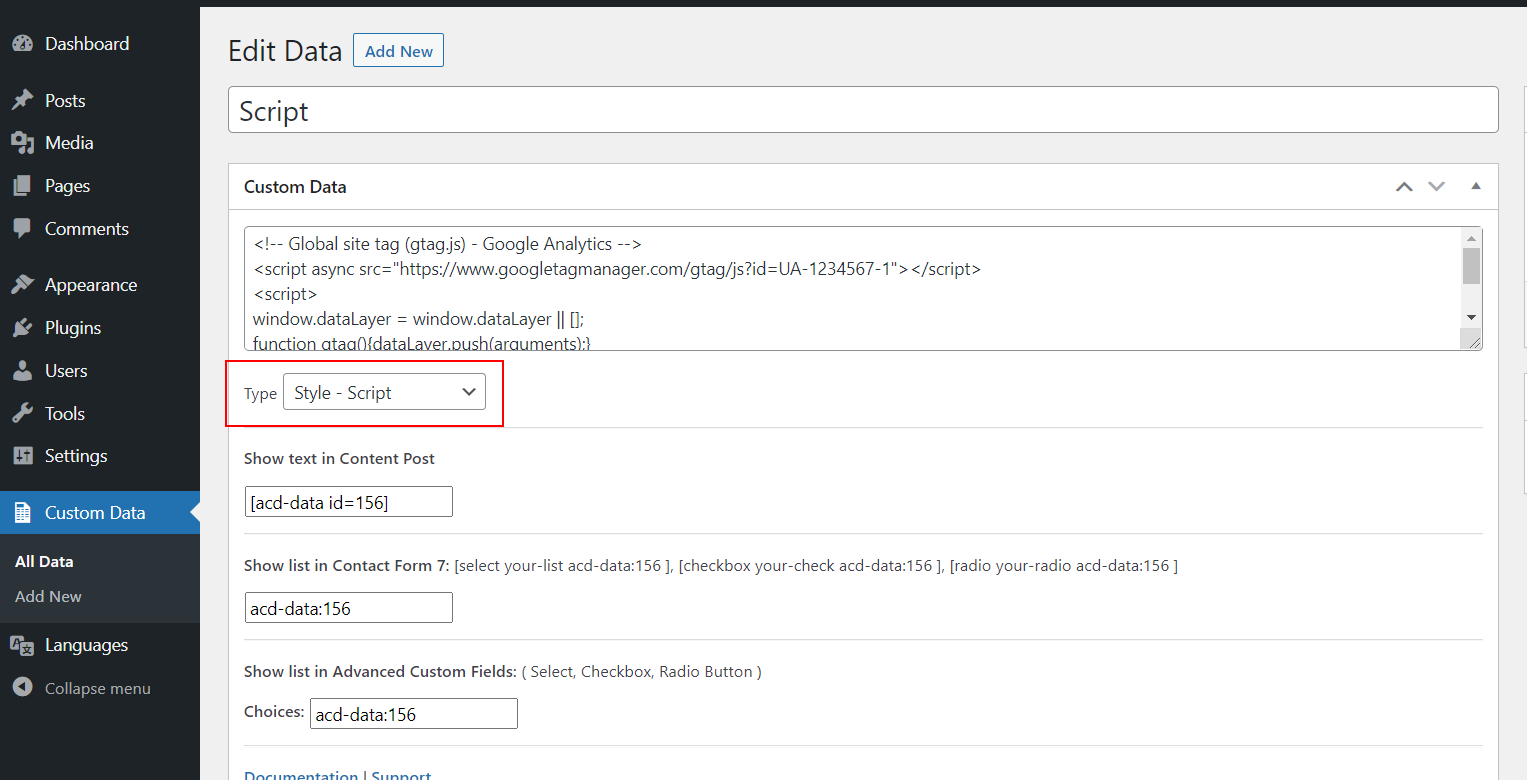 Dashboard
Posts
Media
Pages
Comments
Appearance
Plugins
Users
Tools
Settings
Custom Data
All Data
Add New
Languages
Collapse menu
Edit Data
Add New
Script
Custom Data
<!-- Global site tag (gtag.js) - Google Analytics -->
<script async src="https://www.googletagmanager.com/gtag/js?id=UA-1234567-1"></script>
<script>
window.dataLayer = window.dataLayer || [];
function gtag(){dataLayer.push(arguments);}
Type Style - Script
Show text in Content Post
[acd-data id=156]
Show list in Contact Form 7: [select your-list acd-data:156 ], [checkbox your-check acd-data:156 ], [radio your-radio acd-data:156 ]
acd-data:156
Show list in Advanced Custom Fields: ( Select, Checkbox, Radio Button )
Choices: acd-data:156
Documentation | Support